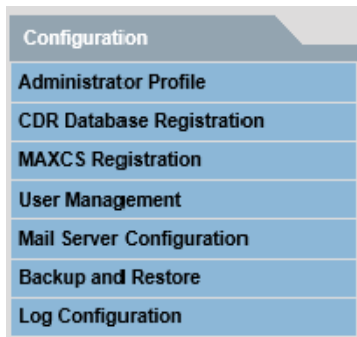 Configuration
Administrator Profile
CDR Database Registration
MAXCS Registration
User Management
Mail Server Configuration
Backup and Restore
Log Configuration